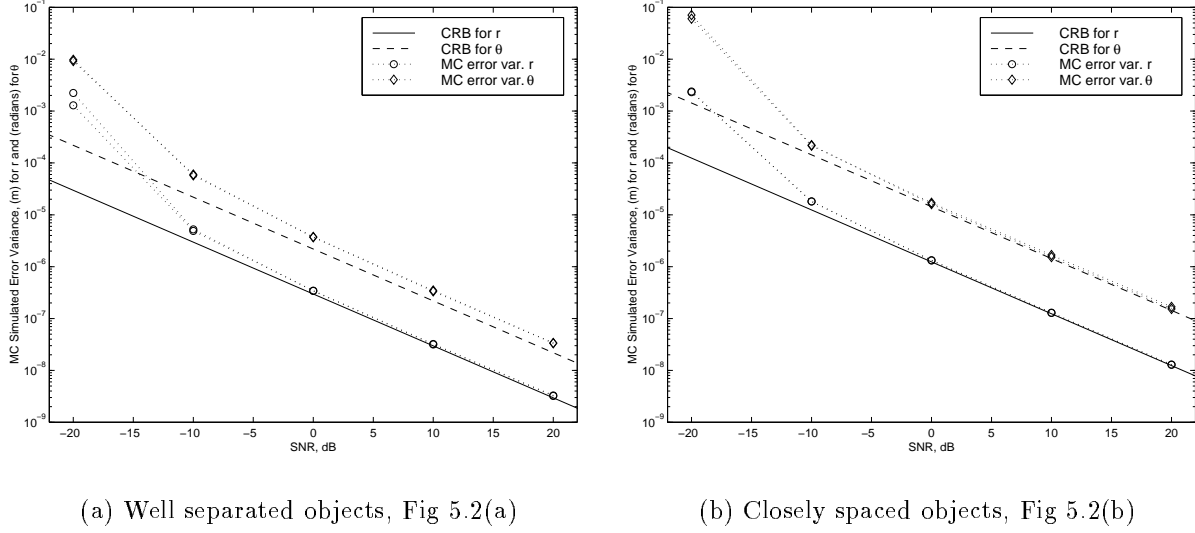 CRB for r
CRB for θ
MC error var. r
MC error var. θ
10⁻¹
10⁻²
10⁻³
10⁻⁴
10⁻⁵
10⁻⁶
10⁻⁷
10⁻⁸
10⁻⁹
MC Simulated Error Variance, (m) for r and (radians) for θ
−20 −15 −10 −5 0 5 10 15 20
SNR, dB
(a) Well separated objects, Fig 5.2(a)
CRB for r
CRB for θ
MC error var. r
MC error var. θ
10⁻¹
10⁻²
10⁻³
10⁻⁴
10⁻⁵
10⁻⁶
10⁻⁷
10⁻⁸
10⁻⁹
MC Simulated Error Variance, (m) for r and (radians) for θ
−20 −15 −10 −5 0 5 10 15 20
SNR, dB
(b) Closely spaced objects, Fig 5.2(b)